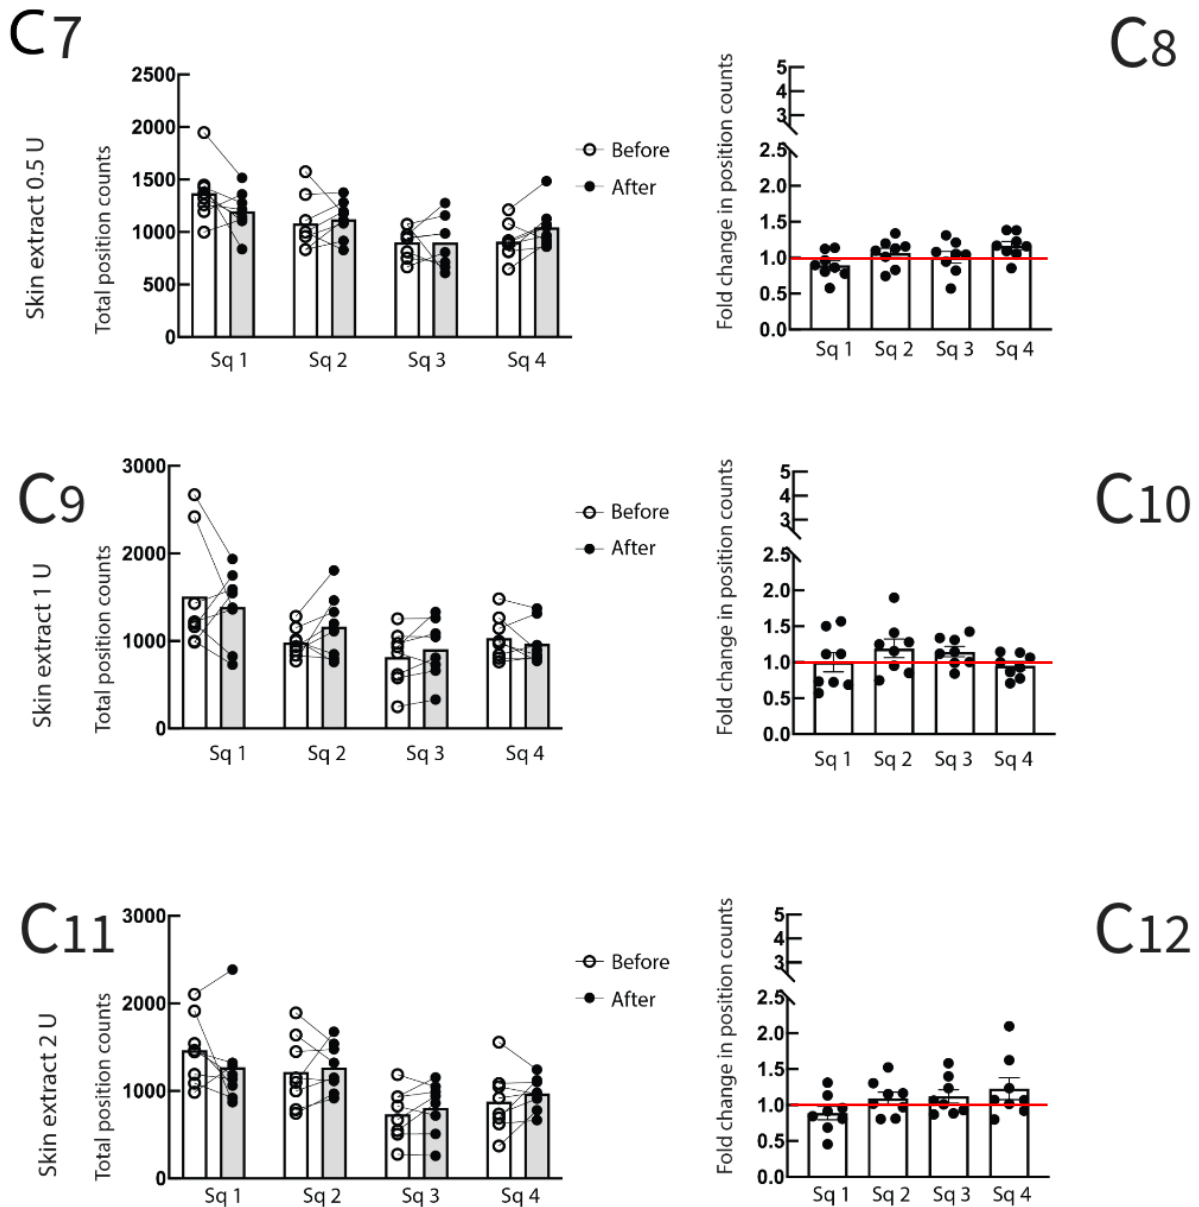 C7
Skin extract 0.5 U
Total position counts
2500
2000
1500
1000
500
0
Sq 1 Sq 2 Sq 3 Sq 4
Before
After
C8
Fold change in position counts
5
4
3
2.5
2.0
1.5
1.0
0.5
0.0
Sq 1 Sq 2 Sq 3 Sq 4
C9
Skin extract 1 U
Total position counts
3000
2000
1000
0
Sq 1 Sq 2 Sq 3 Sq 4
Before
After
C10
Fold change in position counts
5
4
3
2.5
2.0
1.5
1.0
0.5
0.0
Sq 1 Sq 2 Sq 3 Sq 4
C11
Skin extract 2 U
Total position counts
3000
2000
1000
0
Sq 1 Sq 2 Sq 3 Sq 4
Before
After
C12
Fold change in position counts
5
4
3
2.5
2.0
1.5
1.0
0.5
0.0
Sq 1 Sq 2 Sq 3 Sq 4